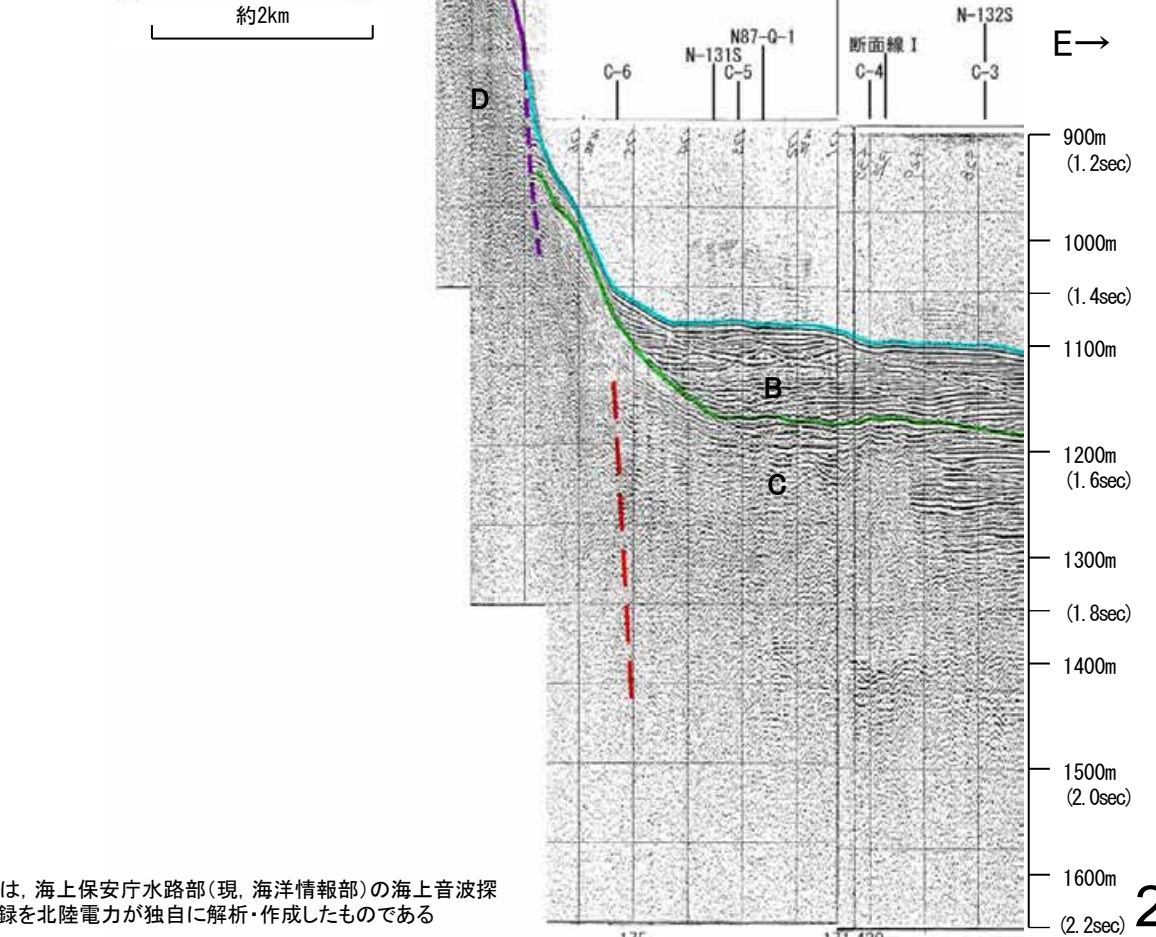 約2km
N-132S
N87-Q-1
断面線Ⅰ
E→
N-131S
C-6
C-5
C-4
C-3
D
900m
(1.2sec)
1000m
(1.4sec)
1100m
B
1200m
(1.6sec)
C
1300m
(1.8sec)
1400m
1500m
(2.0sec)
1600m
(2.2sec)
2
は,海上保安庁水路部(現,海洋情報部)の海上音波探
録を北陸電力が独自に解析・作成したものである